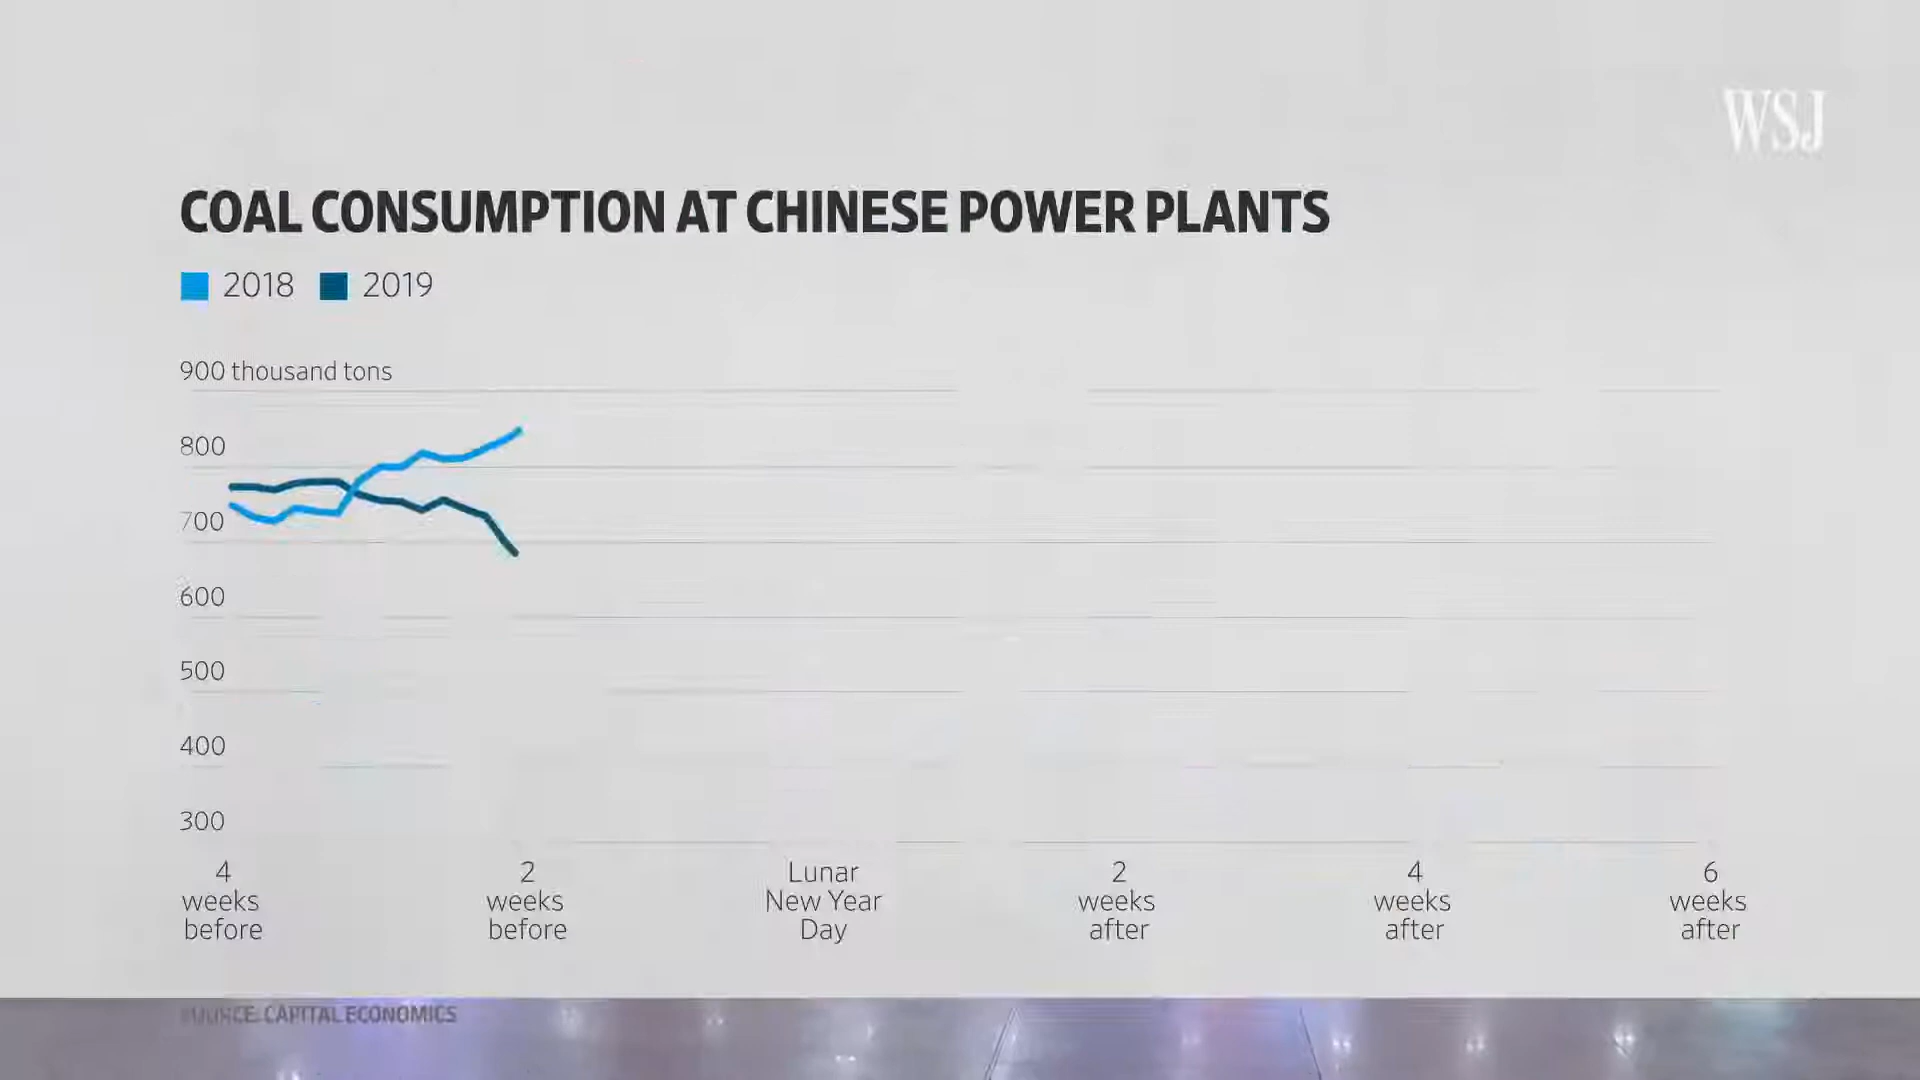 WSJ
COAL CONSUMPTION AT CHINESE POWER PLANTS
2018 2019
900 thousand tons
800
700
600
500
400
300
4 weeks before
2 weeks before
Lunar New Year Day
2 weeks after
4 weeks after
6 weeks after
SOURCE: CAPITAL ECONOMICS